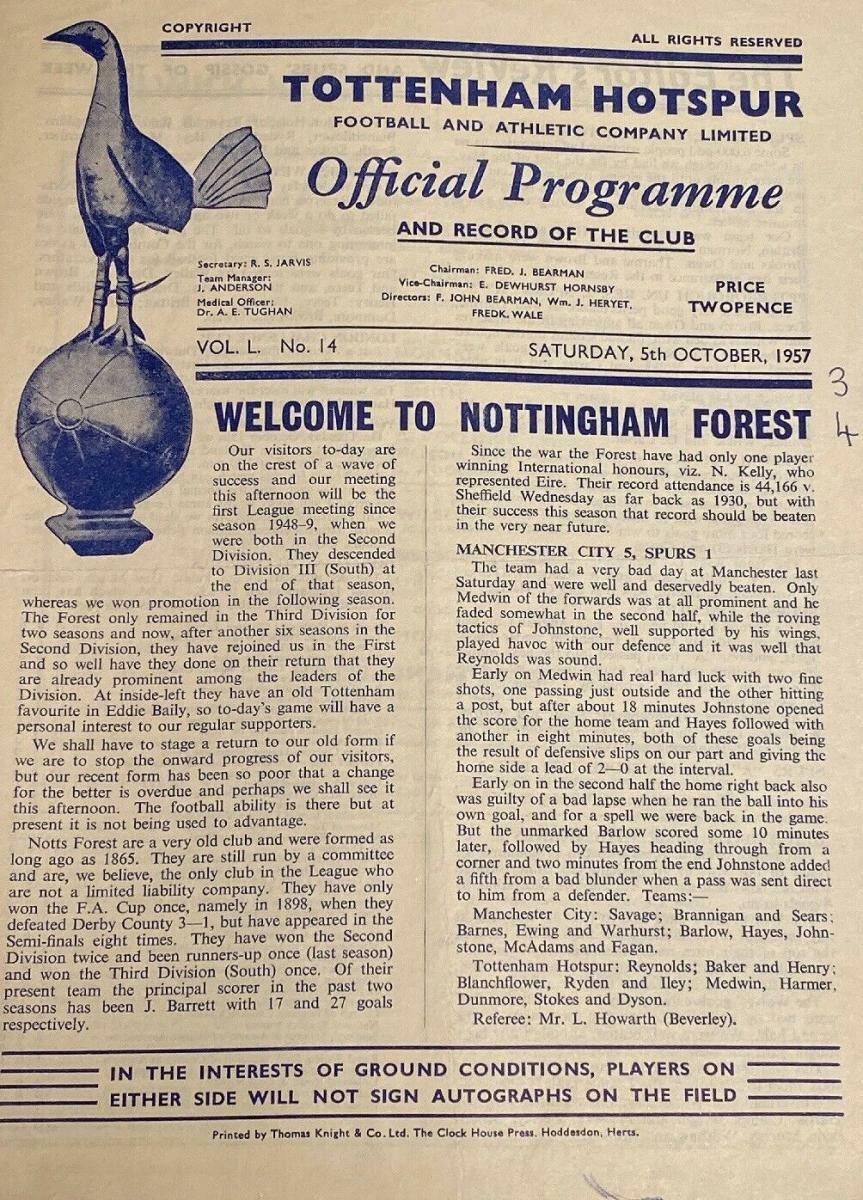 COPYRIGHT
ALL RIGHTS RESERVED
TOTTENHAM HOTSPUR
FOOTBALL AND ATHLETIC COMPANY LIMITED
Official Programme
AND RECORD OF THE CLUB
Secretary: R. S. JARVIS
Team Manager:
J. ANDERSON
Medical Officer:
Dr. A. E. TUGHAN
Chairman: FRED. J. BEARMAN
Vice-Chairman: E. DEWHURST HORNSBY
Directors: F. JOHN BEARMAN, Wm. J. HERYET,
FREDK. WALE
PRICE
TWOPENCE
VOL. L. No. 14
SATURDAY, 5th OCTOBER, 1957
3
4
WELCOME TO NOTTINGHAM FOREST
Our visitors to-day are
on the crest of a wave of
success and our meeting
this afternoon will be the
first League meeting since
season 1948-9, when we
were both in the Second
Division. They descended
to Division III (South) at
the end of that season,
whereas we won promotion in the following season.
The Forest only remained in the Third Division for
two seasons and now, after another six seasons in the
Second Division, they have rejoined us in the First
and so well have they done on their return that they
are already prominent among the leaders of the
Division. At inside-left they have an old Tottenham
favourite in Eddie Baily, so to-day's game will have a
personal interest to our regular supporters.
We shall have to stage a return to our old form if
we are to stop the onward progress of our visitors,
but our recent form has been so poor that a change
for the better is overdue and perhaps we shall see it
this afternoon. The football ability is there but at
present it is not being used to advantage.
Notts Forest are a very old club and were formed as
long ago as 1865. They are still run by a committee
and are, we believe, the only club in the League who
are not a limited liability company. They have only
won the F.A. Cup once, namely in 1898, when they
defeated Derby County 3—1, but have appeared in the
Semi-finals eight times. They have won the Second
Division twice and been runners-up once (last season)
and won the Third Division (South) once. Of their
present team the principal scorer in the past two
seasons has been J. Barrett with 17 and 27 goals
respectively.
Since the war the Forest have had only one player
winning International honours, viz. N. Kelly, who
represented Eire. Their record attendance is 44,166 v.
Sheffield Wednesday as far back as 1930, but with
their success this season that record should be beaten
in the very near future.
MANCHESTER CITY 5, SPURS 1
The team had a very bad day at Manchester last
Saturday and were well and deservedly beaten. Only
Medwin of the forwards was at all prominent and he
faded somewhat in the second half, while the roving
tactics of Johnstone, well supported by his wings,
played havoc with our defence and it was well that
Reynolds was sound.
Early on Medwin had real hard luck with two fine
shots, one passing just outside and the other hitting
a post, but after about 18 minutes Johnstone opened
the score for the home team and Hayes followed with
another in eight minutes, both of these goals being
the result of defensive slips on our part and giving the
home side a lead of 2—0 at the interval.
Early on in the second half the home right back also
was guilty of a bad lapse when he ran the ball into his
own goal, and for a spell we were back in the game.
But the unmarked Barlow scored some 10 minutes
later, followed by Hayes heading through from a
corner and two minutes from the end Johnstone added
a fifth from a bad blunder when a pass was sent direct
to him from a defender. Teams:—
Manchester City: Savage; Brannigan and Sears;
Barnes, Ewing and Warhurst; Barlow, Hayes, John-
stone, McAdams and Fagan.
Tottenham Hotspur: Reynolds; Baker and Henry;
Blanchflower, Ryden and Iley; Medwin, Harmer,
Dunmore, Stokes and Dyson.
Referee: Mr. L. Howarth (Beverley).
IN THE INTERESTS OF GROUND CONDITIONS, PLAYERS ON
EITHER SIDE WILL NOT SIGN AUTOGRAPHS ON THE FIELD
Printed by Thomas Knight & Co. Ltd. The Clock House Press. Hoddesdon, Herts.